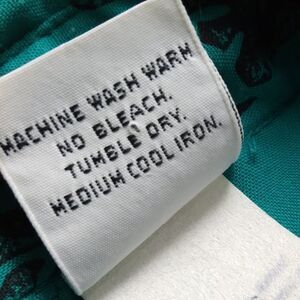 MACHINE WASH WARM
NO BLEACH.
TUMBLE DRY.
MEDIUM COOL IRON.